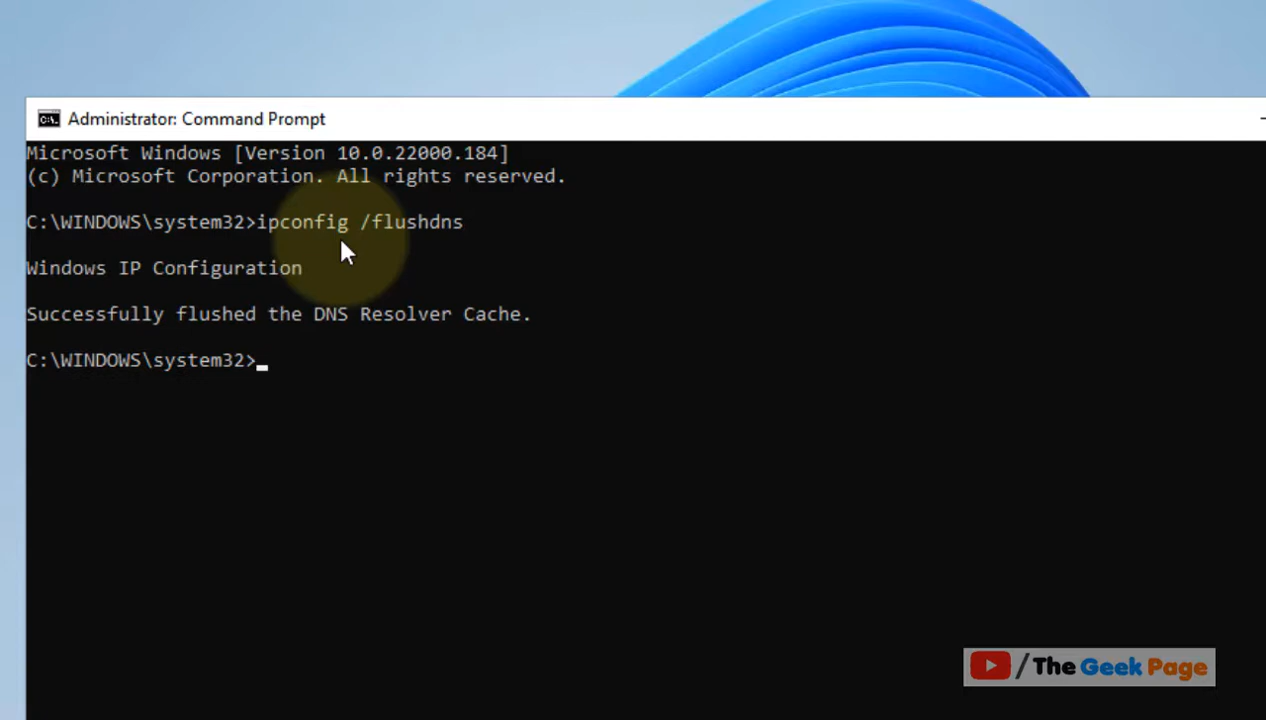 Administrator: Command Prompt
Microsoft Windows [Version 10.0.22000.184]
(c) Microsoft Corporation. All rights reserved.
C:\WINDOWS\system32>ipconfig /flushdns
Windows IP Configuration
Successfully flushed the DNS Resolver Cache.
C:\WINDOWS\system32>
/The Geek Page